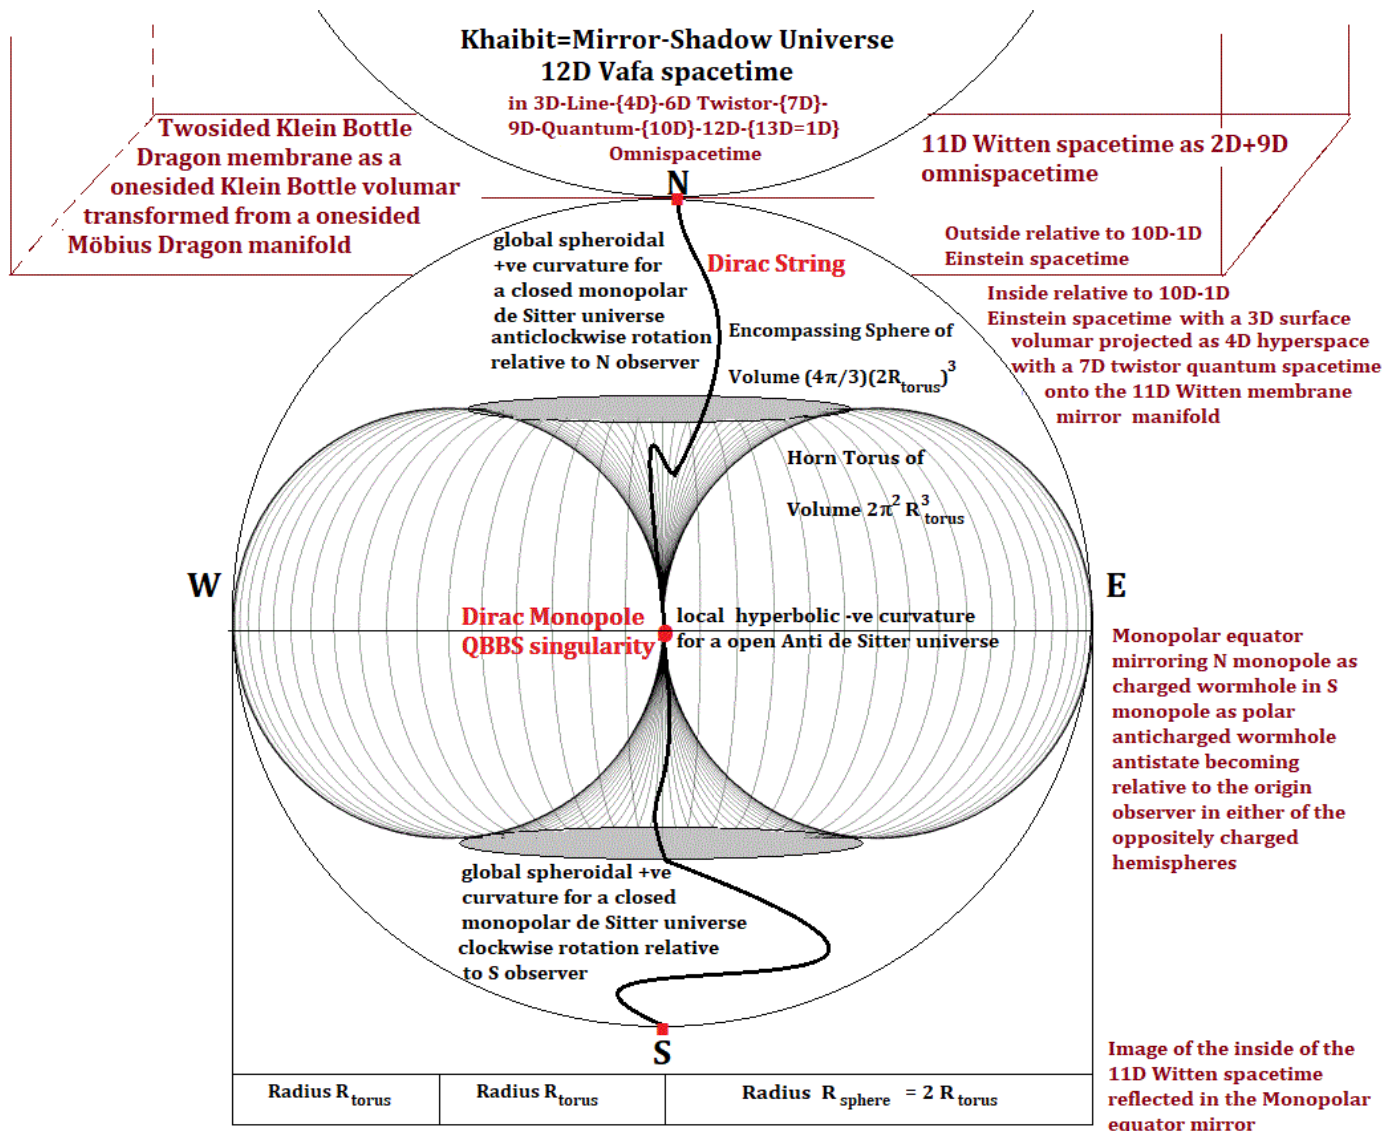 Khaibit=Mirror-Shadow Universe
12D Vafa spacetime
in 3D-Line-{4D}-6D Twistor-{7D}-
9D-Quantum-{10D}-12D-{13D=1D}
Omnispacetime
Twosided Klein Bottle
Dragon membrane as a
onesided Klein Bottle volumar
transformed from a onesided
Möbius Dragon manifold
11D Witten spacetime as 2D+9D
omnispacetime
N
Outside relative to 10D-1D
Einstein spacetime
global spheroidal
+ve curvature for
a closed monopolar
de Sitter universe
anticlockwise rotation
relative to N observer
Dirac String
Inside relative to 10D-1D
Einstein spacetime with a 3D surface
volumar projected as 4D hyperspace
with a 7D twistor quantum spacetime
onto the 11D Witten membrane
mirror manifold
Encompassing Sphere of
Volume (4π/3)(2R_torus)^3
Horn Torus of
Volume 2π^2 R^3_torus
W
E
Dirac Monopole
QBBS singularity
local hyperbolic -ve curvature
for a open Anti de Sitter universe
Monopolar equator
mirroring N monopole as
charged wormhole in S
monopole as polar
anticharged wormhole
antistate becoming
relative to the origin
observer in either of the
oppositely charged
hemispheres
global spheroidal +ve
curvature for a closed
monopolar de Sitter universe
clockwise rotation relative
to S observer
S
Image of the inside of the
11D Witten spacetime
reflected in the Monopolar
equator mirror
Radius R_torus
Radius R_torus
Radius R_sphere = 2 R_torus